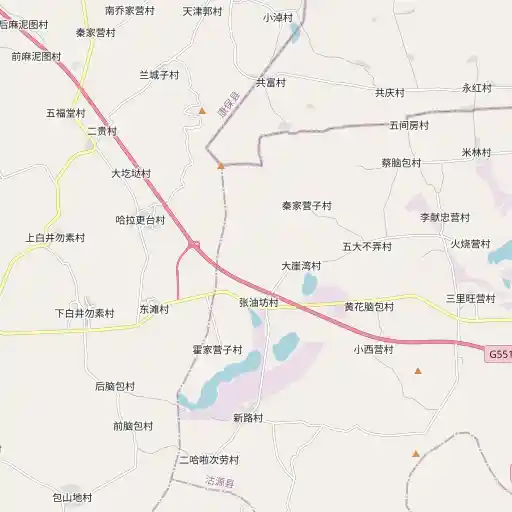 南乔家营村
天津郭村
小淖村
后麻泥图村
秦家营村
前麻泥图村
兰城子村
共富村
共庆村
永红村
康保县
五福堂村
二贵村
五间房村
米林村
蔡脑包村
大圪垯村
秦家营子村
哈拉更台村
李献忠营村
上白井勿素村
五大不弄村
火烧营村
大崖湾村
张油坊村
三里旺营村
下白井勿素村
东滩村
黄花脑包村
霍家营子村
小西营村
G551
后脑包村
新路村
前脑包村
二哈啦次劳村
沽源县
包山地村